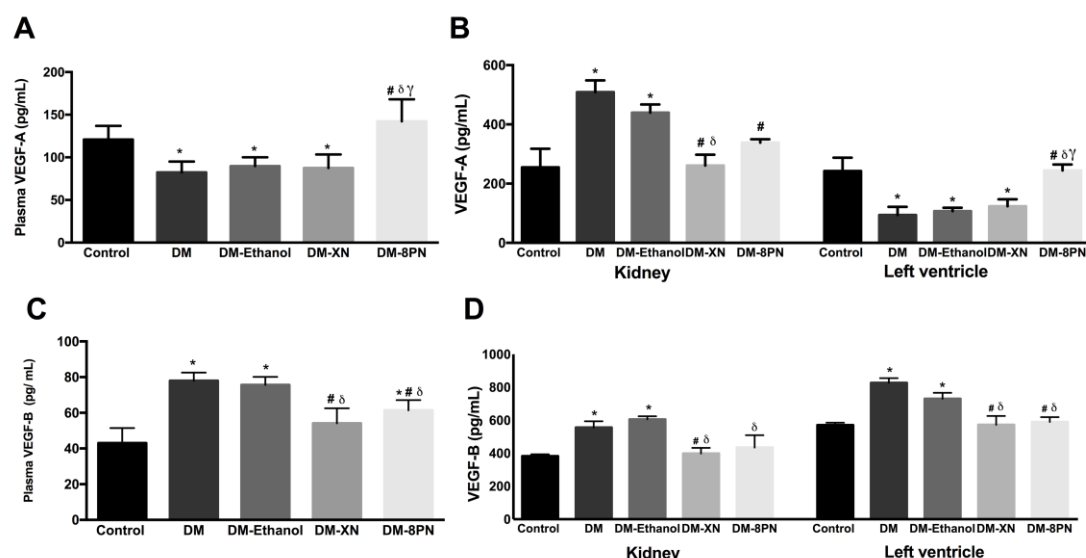 A
Plasma VEGF-A (pg/mL)
200
150
100
50
0
*
*
*
# δ γ
Control DM DM-Ethanol DM-XN DM-8PN
B
VEGF-A (pg/mL)
600
400
200
0
*
*
# δ
#
*
*
*
# δγ
Control DM DM-Ethanol DM-XN DM-8PN Control DM DM-Ethanol DM-XN DM-8PN
Kidney Left ventricle
C
Plasma VEGF-B (pg/ mL)
80
60
40
20
0
*
*
# δ
*# δ
Control DM DM-Ethanol DM-XN DM-8PN
D
VEGF-B (pg/mL)
1000
800
600
400
200
0
*
*
# δ
δ
*
*
# δ
# δ
Control DM DM-Ethanol DM-XN DM-8PN Control DM DM-Ethanol DM-XN DM-8PN
Kidney Left ventricle